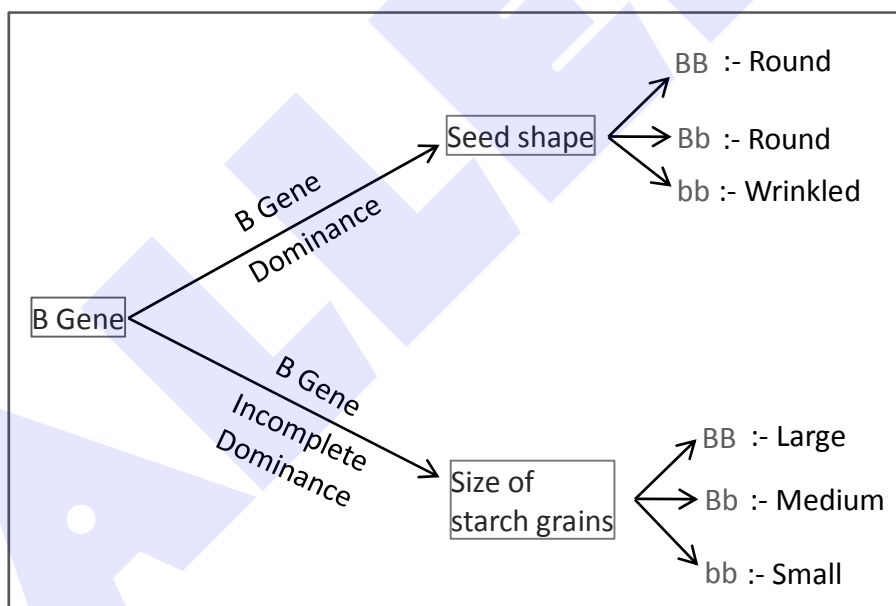 BB :- Round
Seed shape
Bb :- Round
bb :- Wrinkled
B Gene
Dominance
B Gene
B Gene
Incomplete
Dominance
Size of
starch grains
BB :- Large
Bb :- Medium
bb :- Small